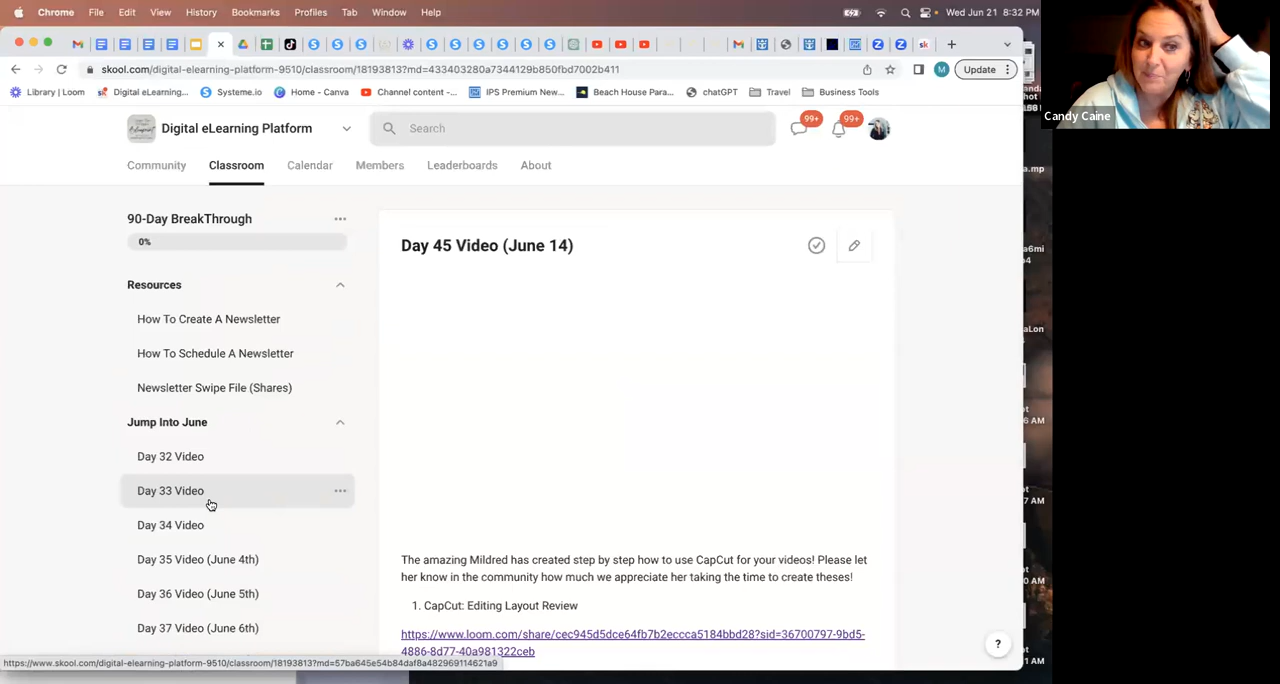 Chrome File Edit View History Bookmarks Profiles Tab Window Help Wed Jun 21 8:32 PM
skool.com/digital-elearning-platform-9510/classroom/18193813?md=433403280a7344129b850fbd7002b411 Update
Library | Loom Digital eLearning... Systeme.io Home - Canva Channel content -... IPS Premium New... Beach House Para... chatGPT Travel Business Tools
Candy Caine
Digital eLearning Platform
Search
99+
99+
Community Classroom Calendar Members Leaderboards About
90-Day BreakThrough
0%
Resources
How To Create A Newsletter
How To Schedule A Newsletter
Newsletter Swipe File (Shares)
Jump Into June
Day 32 Video
Day 33 Video
Day 34 Video
Day 35 Video (June 4th)
Day 36 Video (June 5th)
Day 37 Video (June 6th)
Day 45 Video (June 14)
The amazing Mildred has created step by step how to use CapCut for your videos! Please let
her know in the community how much we appreciate her taking the time to create theses!
1. CapCut: Editing Layout Review
https://www.loom.com/share/cec945d5dce64fb7b2eccca5184bbd28?sid=36700797-9bd5-
4886-8d77-40a981322ceb
?
https://www.skool.com/digital-elearning-platform-9510/classroom/18193813?md=57ba645e54b84daf8a482969114621a9